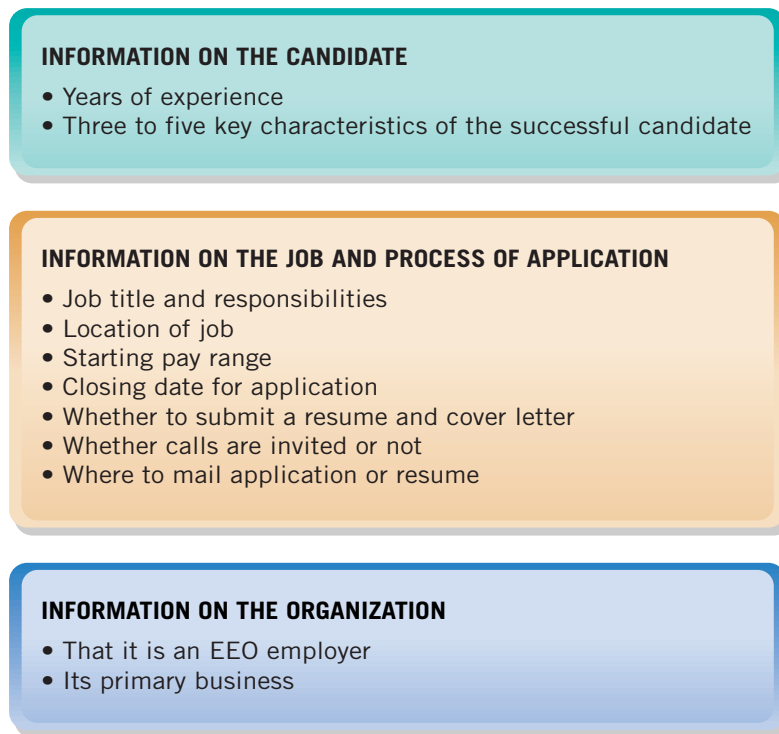 INFORMATION ON THE CANDIDATE
• Years of experience
• Three to five key characteristics of the successful candidate
INFORMATION ON THE JOB AND PROCESS OF APPLICATION
• Job title and responsibilities
• Location of job
• Starting pay range
• Closing date for application
• Whether to submit a resume and cover letter
• Whether calls are invited or not
• Where to mail application or resume
INFORMATION ON THE ORGANIZATION
• That it is an EEO employer
• Its primary business